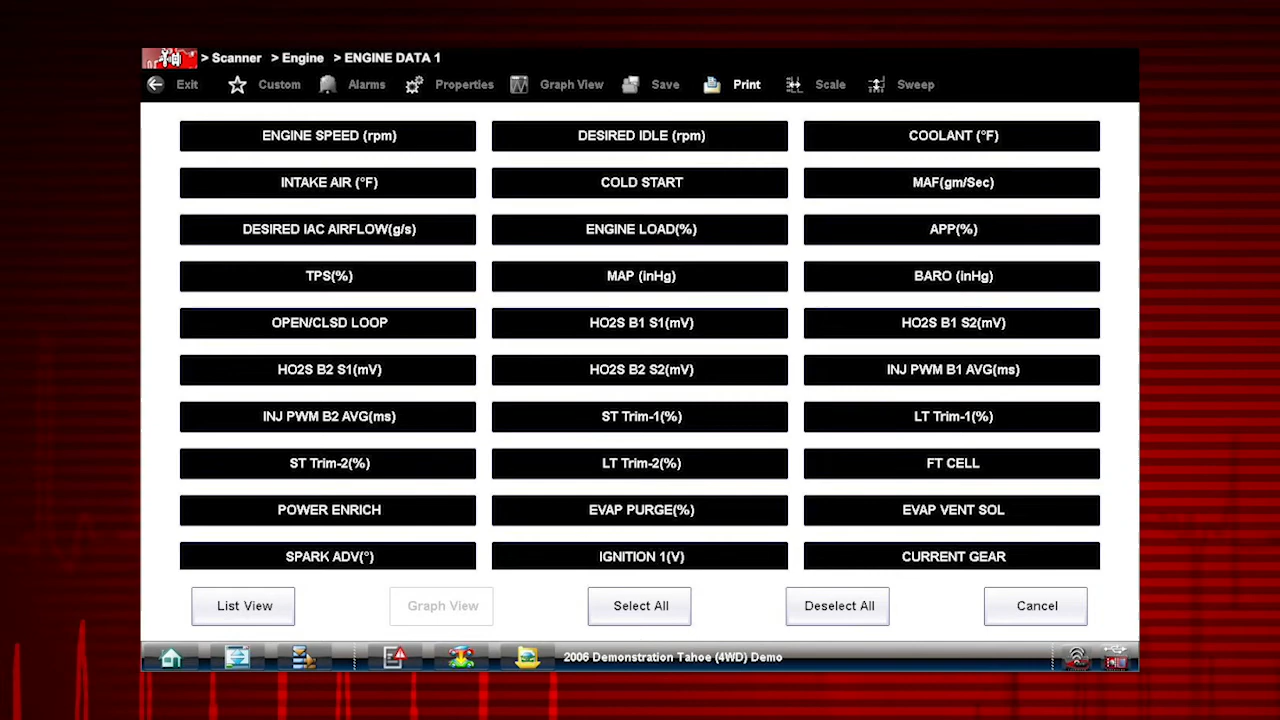 > Scanner > Engine > ENGINE DATA 1
Exit Custom Alarms Properties Graph View Save Print Scale Sweep
ENGINE SPEED (rpm) DESIRED IDLE (rpm) COOLANT (°F)
INTAKE AIR (°F) COLD START MAF(gm/Sec)
DESIRED IAC AIRFLOW(g/s) ENGINE LOAD(%) APP(%)
TPS(%) MAP (inHg) BARO (inHg)
OPEN/CLSD LOOP HO2S B1 S1(mV) HO2S B1 S2(mV)
HO2S B2 S1(mV) HO2S B2 S2(mV) INJ PWM B1 AVG(ms)
INJ PWM B2 AVG(ms) ST Trim-1(%) LT Trim-1(%)
ST Trim-2(%) LT Trim-2(%) FT CELL
POWER ENRICH EVAP PURGE(%) EVAP VENT SOL
SPARK ADV(°) IGNITION 1(V) CURRENT GEAR
List View Graph View Select All Deselect All Cancel
2006 Demonstration Tahoe (4WD) Demo